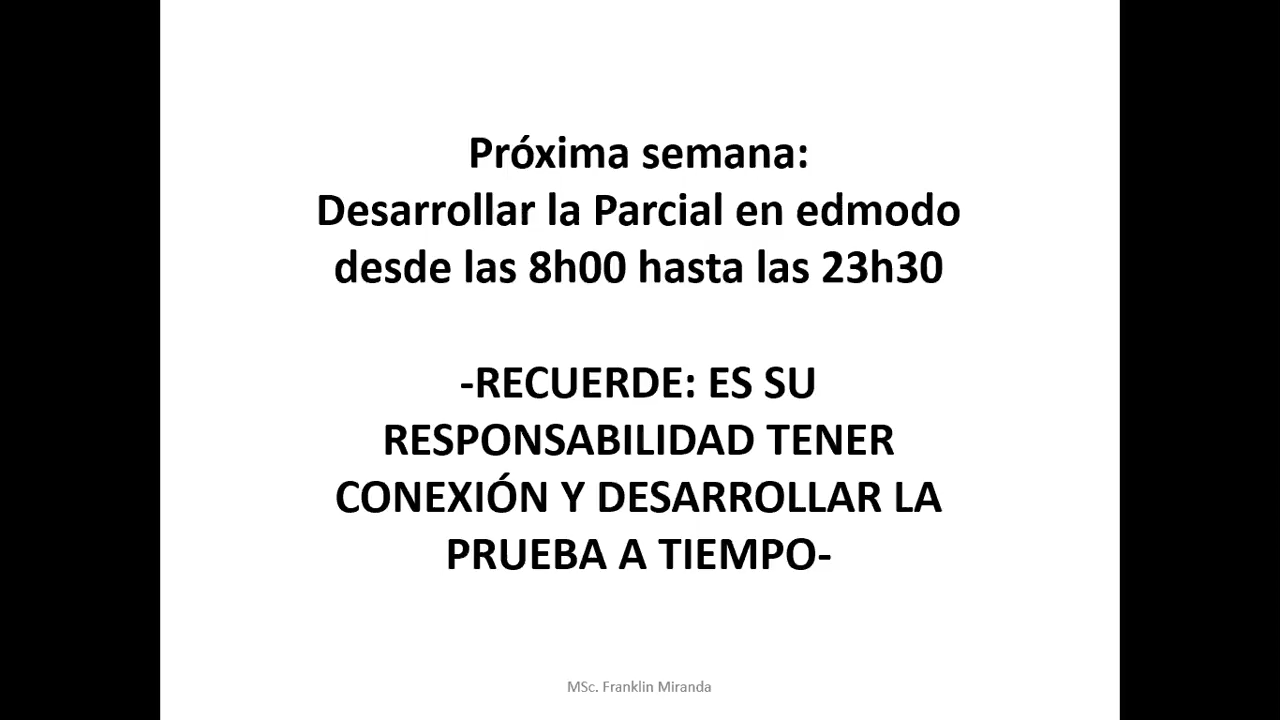 Próxima semana:
Desarrollar la Parcial en edmodo
desde las 8h00 hasta las 23h30
-RECUERDE: ES SU
RESPONSABILIDAD TENER
CONEXIÓN Y DESARROLLAR LA
PRUEBA A TIEMPO-
MSc. Franklin Miranda